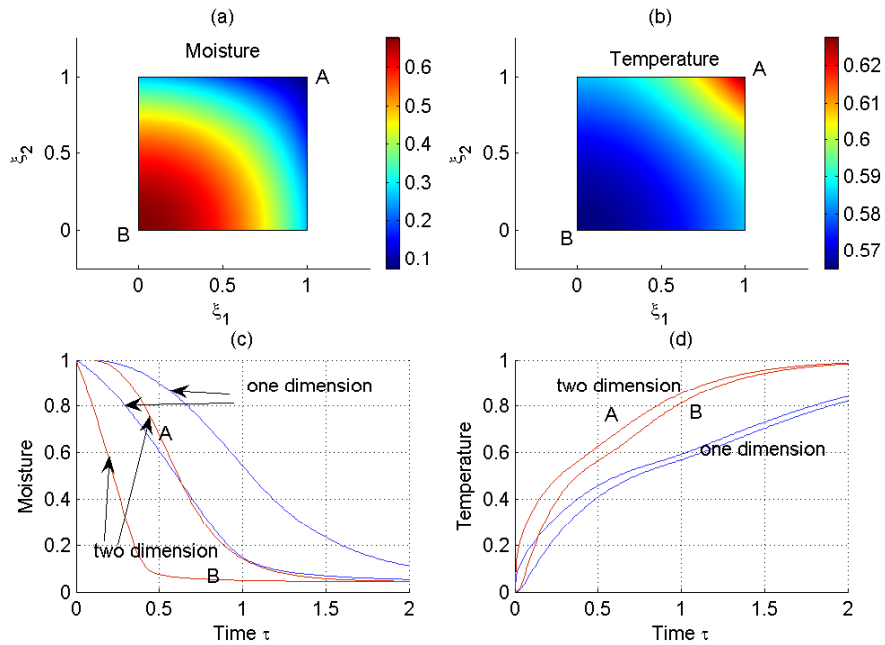 (a)
Moisture
A
B
1
0.5
0
0 0.5 1
ξ2
ξ1
0.6
0.5
0.4
0.3
0.2
0.1
(b)
Temperature
A
B
1
0.5
0
0 0.5 1
ξ2
ξ1
0.62
0.61
0.6
0.59
0.58
0.57
(c)
1
0.8
0.6
0.4
0.2
0
0 0.5 1 1.5 2
Moisture
Time τ
one dimension
A
two dimension
B
(d)
1
0.8
0.6
0.4
0.2
0
0 0.5 1 1.5 2
Temperature
Time τ
two dimension
A
B
one dimension